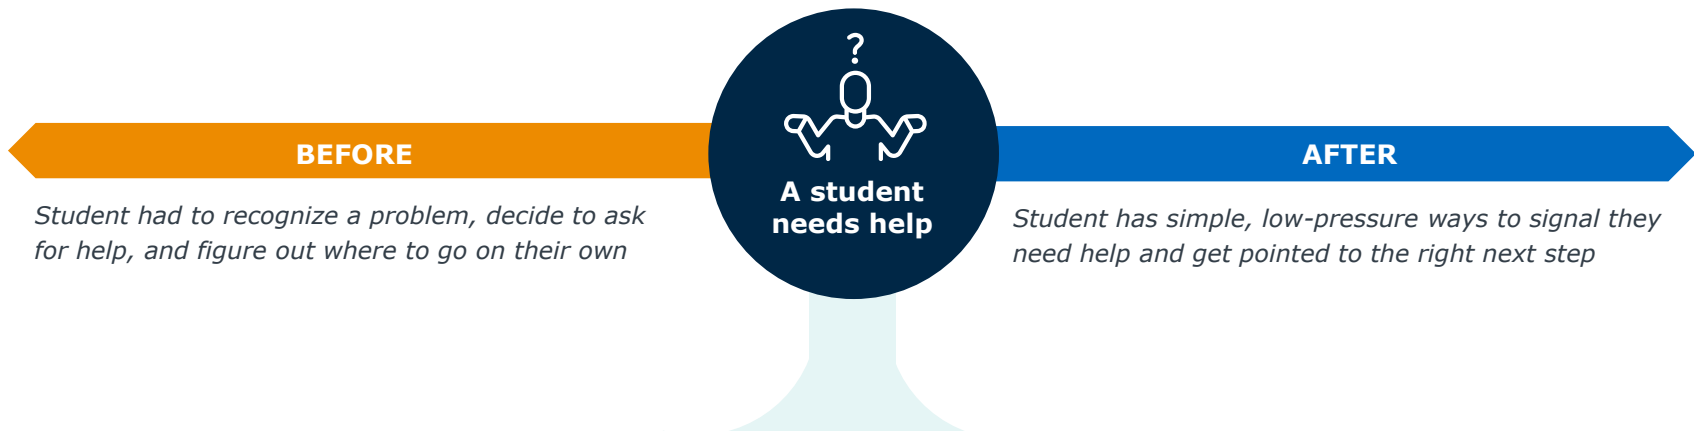 ?
A student
needs help
BEFORE
Student had to recognize a problem, decide to ask
for help, and figure out where to go on their own
AFTER
Student has simple, low-pressure ways to signal they
need help and get pointed to the right next step